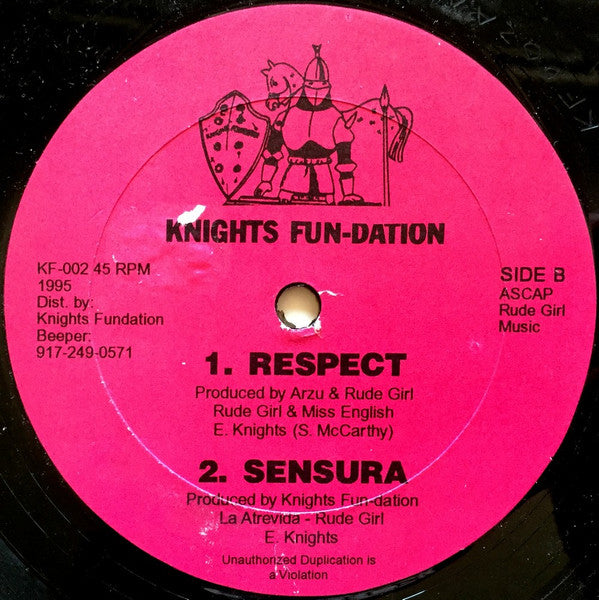 KNIGHTS FUN-DATION
KF-002 45 RPM
1995
Dist. by:
Knights Fundation
Beeper:
917-249-0571
SIDE B
ASCAP
Rude Girl
Music
1. RESPECT
Produced by Arzu & Rude Girl
Rude Girl & Miss English
E. Knights (S. McCarthy)
2. SENSURA
Produced by Knights Fun-dation
La Atrevida - Rude Girl
E. Knights
Unauthorized Duplication is
a Violation